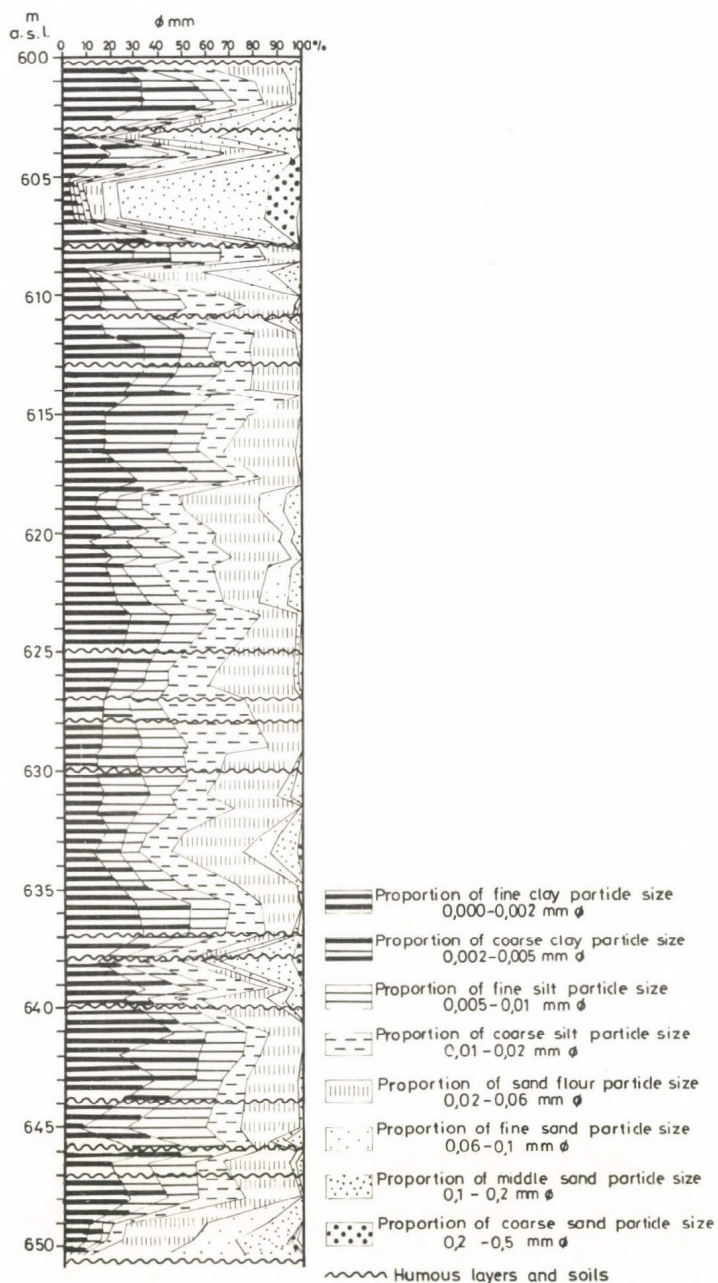 m
a.s.l.
ϕ mm
0 10 20 30 40 50 60 70 80 90 100%
600
605
610
615
620
625
630
635
640
645
650
Proportion of fine clay particle size
0,000-0,002 mm ϕ
Proportion of coarse clay particle size
0,002-0,005 mm ϕ
Proportion of fine silt particle size
0,005-0,01 mm ϕ
Proportion of coarse silt particle size
0,01-0,02 mm ϕ
Proportion of sand flour particle size
0,02-0,06 mm ϕ
Proportion of fine sand particle size
0,06-0,1 mm ϕ
Proportion of middle sand particle size
0,1 - 0,2 mm ϕ
Proportion of coarse sand particle size
0,2 -0,5 mm ϕ
Humous layers and soils